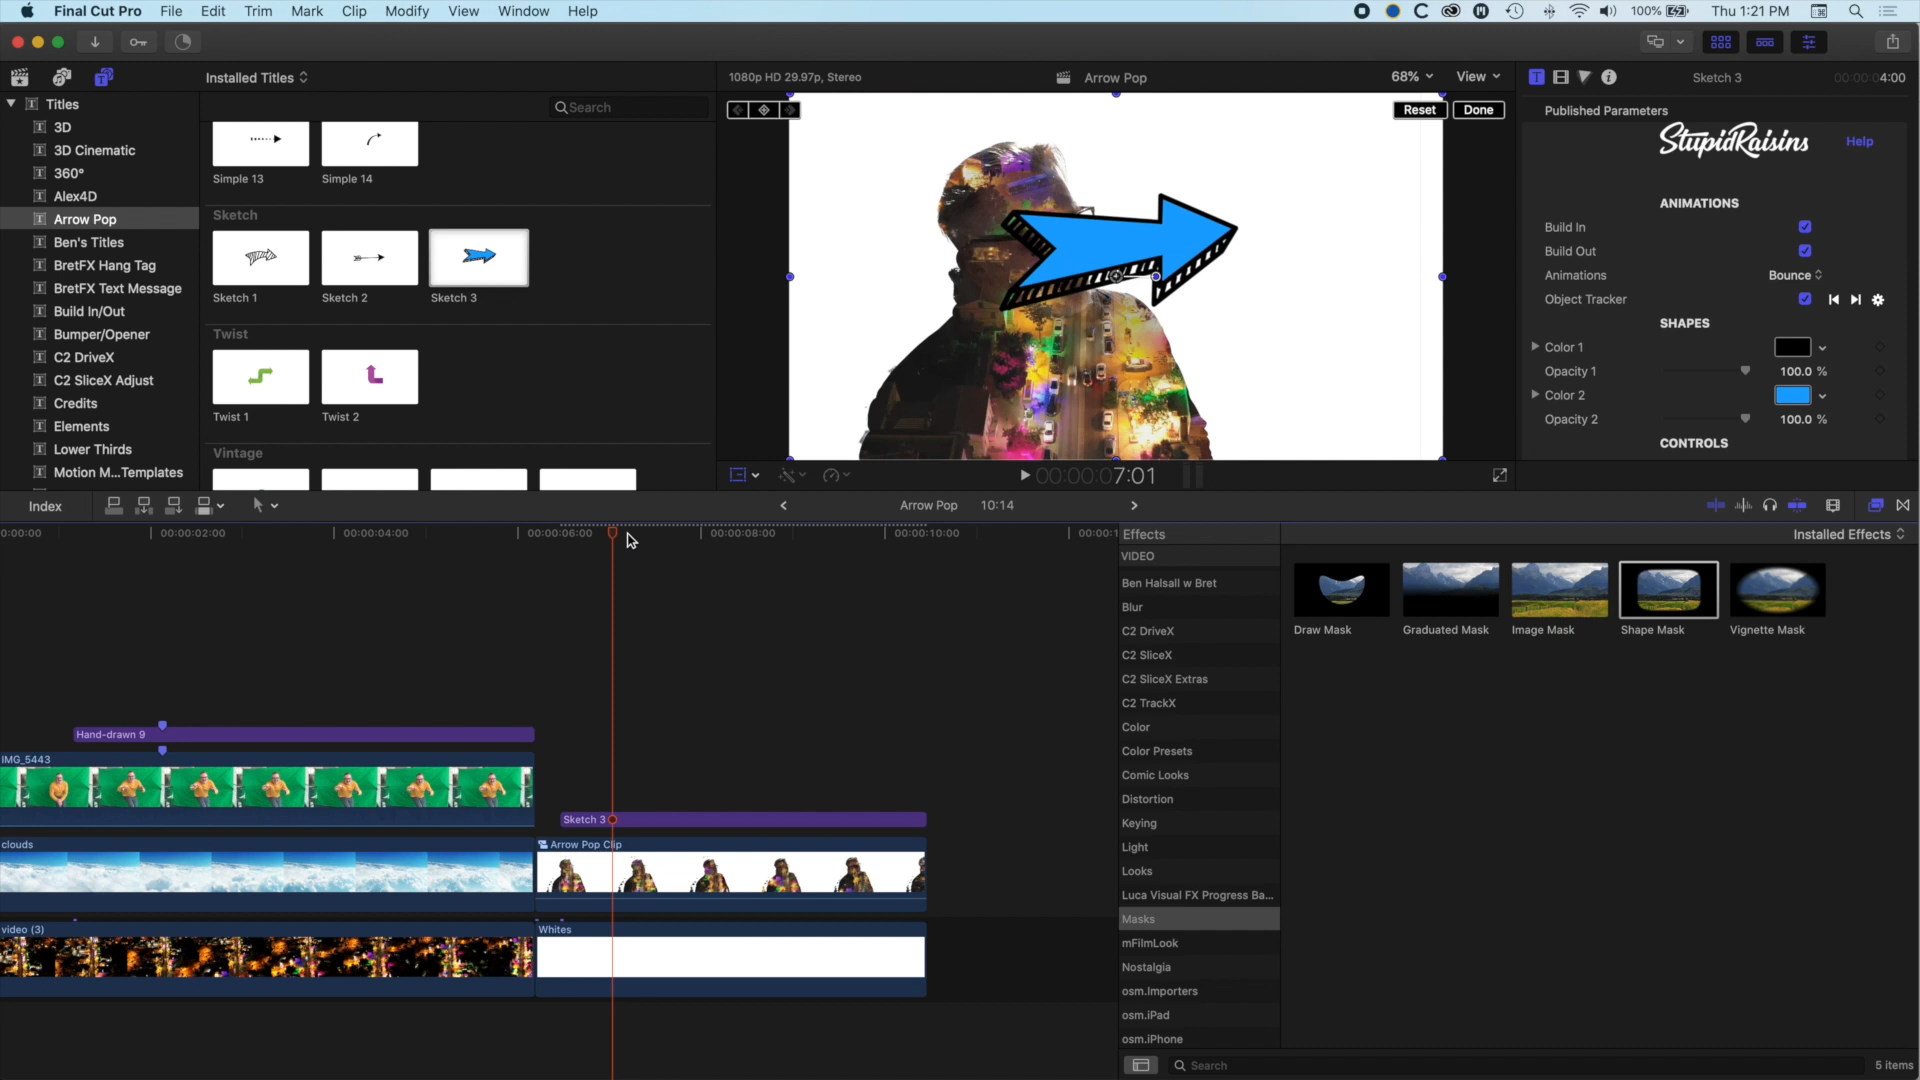 Final Cut Pro File Edit Trim Mark Clip Modify View Window Help 100% Thu 1:21 PM
Installed Titles 1080p HD 29.97p, Stereo Arrow Pop 68% View Sketch 3 00:00:04:00
Titles
3D
3D Cinematic
360°
Alex4D
Arrow Pop
Ben's Titles
BretFX Hang Tag
BretFX Text Message
Build In/Out
Bumper/Opener
C2 DriveX
C2 SliceX Adjust
Credits
Elements
Lower Thirds
Motion M...Templates
Search
Simple 13 Simple 14
Sketch
Sketch 1 Sketch 2 Sketch 3
Twist
Twist 1 Twist 2
Vintage
Reset Done
00:00:00:07:01
Published Parameters
StupidRaisins Help
ANIMATIONS
Build In
Build Out
Animations Bounce
Object Tracker
SHAPES
Color 1
Opacity 1 100.0 %
Color 2
Opacity 2 100.0 %
CONTROLS
Index Arrow Pop 10:14
0:00:00 00:00:02:00 00:00:04:00 00:00:06:00 00:00:08:00 00:00:10:00 00:00:1
Hand-drawn 9
IMG_5443
Sketch 3
clouds Arrow Pop Clip
video (3) Whites
Effects Installed Effects
VIDEO
Ben Halsall w Bret
Blur
C2 DriveX
C2 SliceX
C2 SliceX Extras
C2 TrackX
Color
Color Presets
Comic Looks
Distortion
Keying
Light
Looks
Luca Visual FX Progress Ba...
Masks
mFilmLook
Nostalgia
osm.Importers
osm.iPad
osm.iPhone
Draw Mask Graduated Mask Image Mask Shape Mask Vignette Mask
Search 5 items